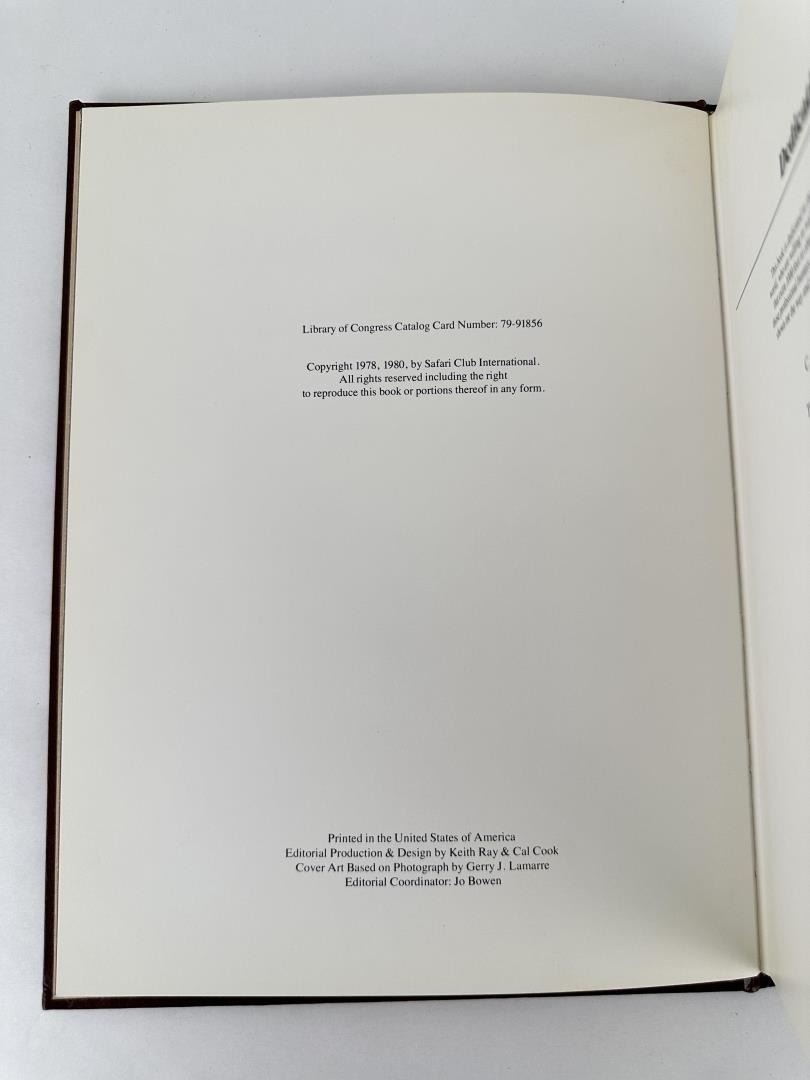 Library of Congress Catalog Card Number: 79-91856
Copyright 1978, 1980, by Safari Club International.
All rights reserved including the right
to reproduce this book or portions thereof in any form.
Printed in the United States of America
Editorial Production & Design by Keith Ray & Cal Cook
Cover Art Based on Photograph by Gerry J. Lamarre
Editorial Coordinator: Jo Bowen